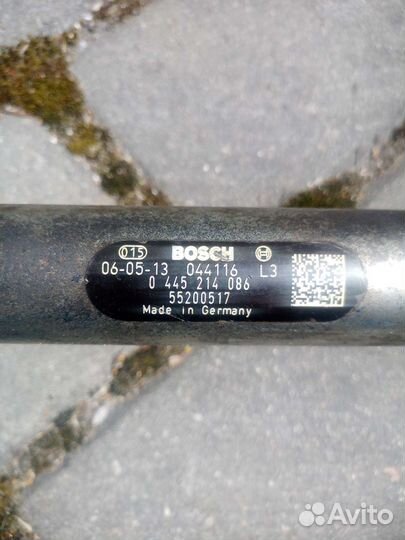 015 BOSCH
06-05-13 044116 L3
0 445 214 086
55200517
Made in Germany
Avito